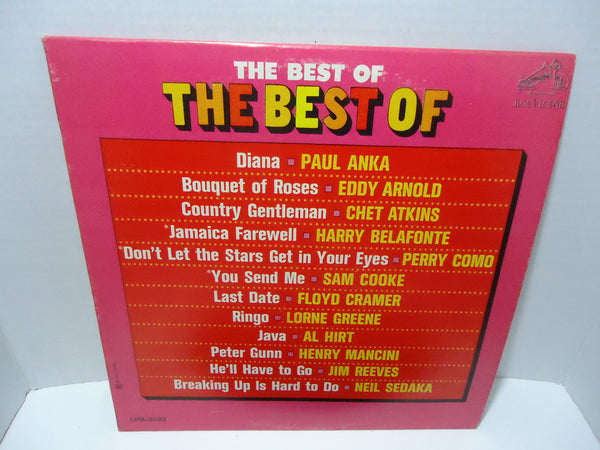 THE BEST OF
THE BEST OF
RCA VICTOR
Diana • PAUL ANKA
Bouquet of Roses • EDDY ARNOLD
Country Gentleman • CHET ATKINS
*Jamaica Farewell • HARRY BELAFONTE
*Don't Let the Stars Get in Your Eyes • PERRY COMO
*You Send Me • SAM COOKE
Last Date • FLOYD CRAMER
Ringo • LORNE GREENE
Java • AL HIRT
Peter Gunn • HENRY MANCINI
He'll Have to Go • JIM REEVES
Breaking Up Is Hard to Do • NEIL SEDAKA